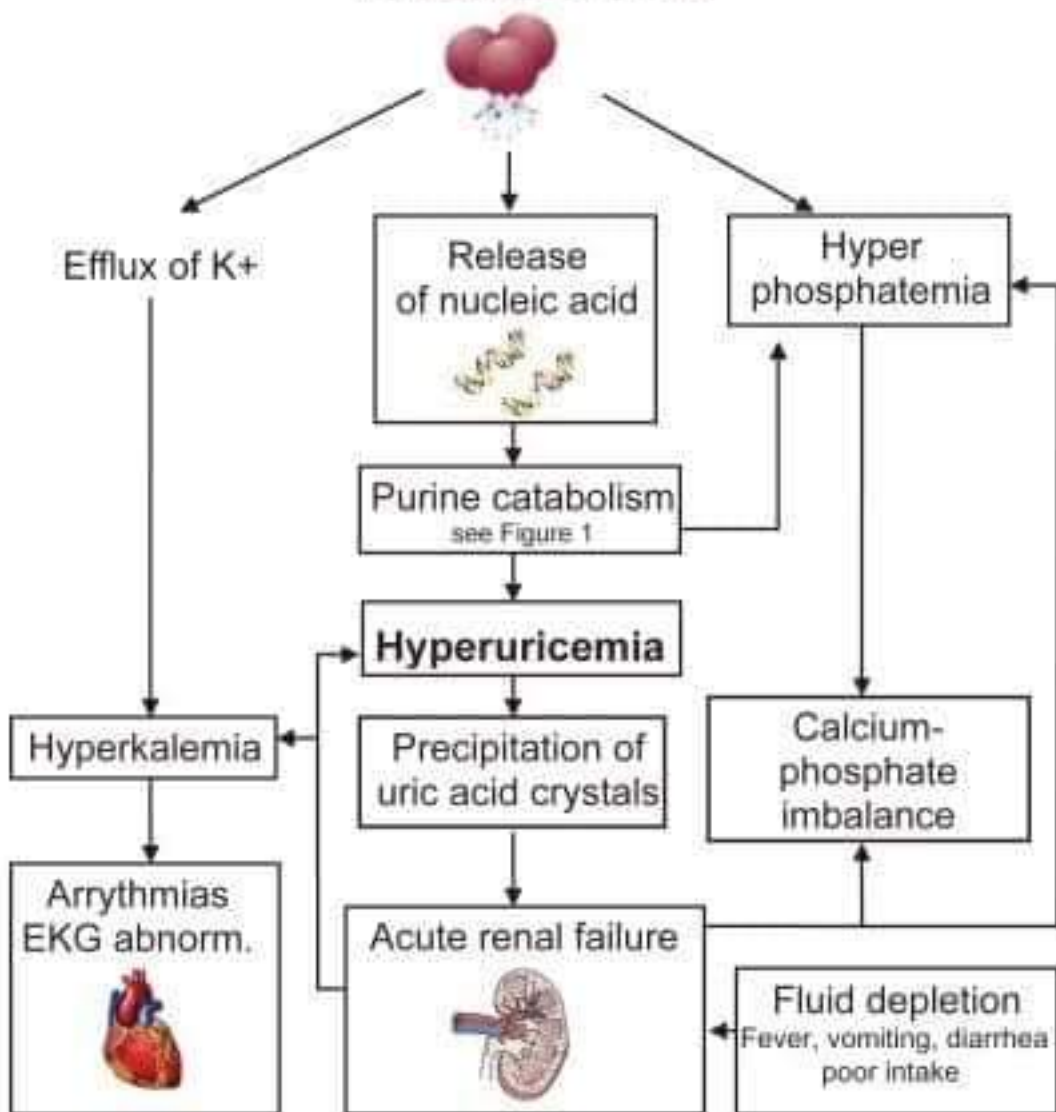 Efflux of K+
Release
of nucleic acid
Hyper
phosphatemia
Purine catabolism
see Figure 1
Hyperuricemia
Hyperkalemia
Precipitation of
uric acid crystals
Calcium-
phosphate
imbalance
Arrythmias
EKG abnorm.
Acute renal failure
Fluid depletion
Fever, vomiting, diarrhea
poor intake